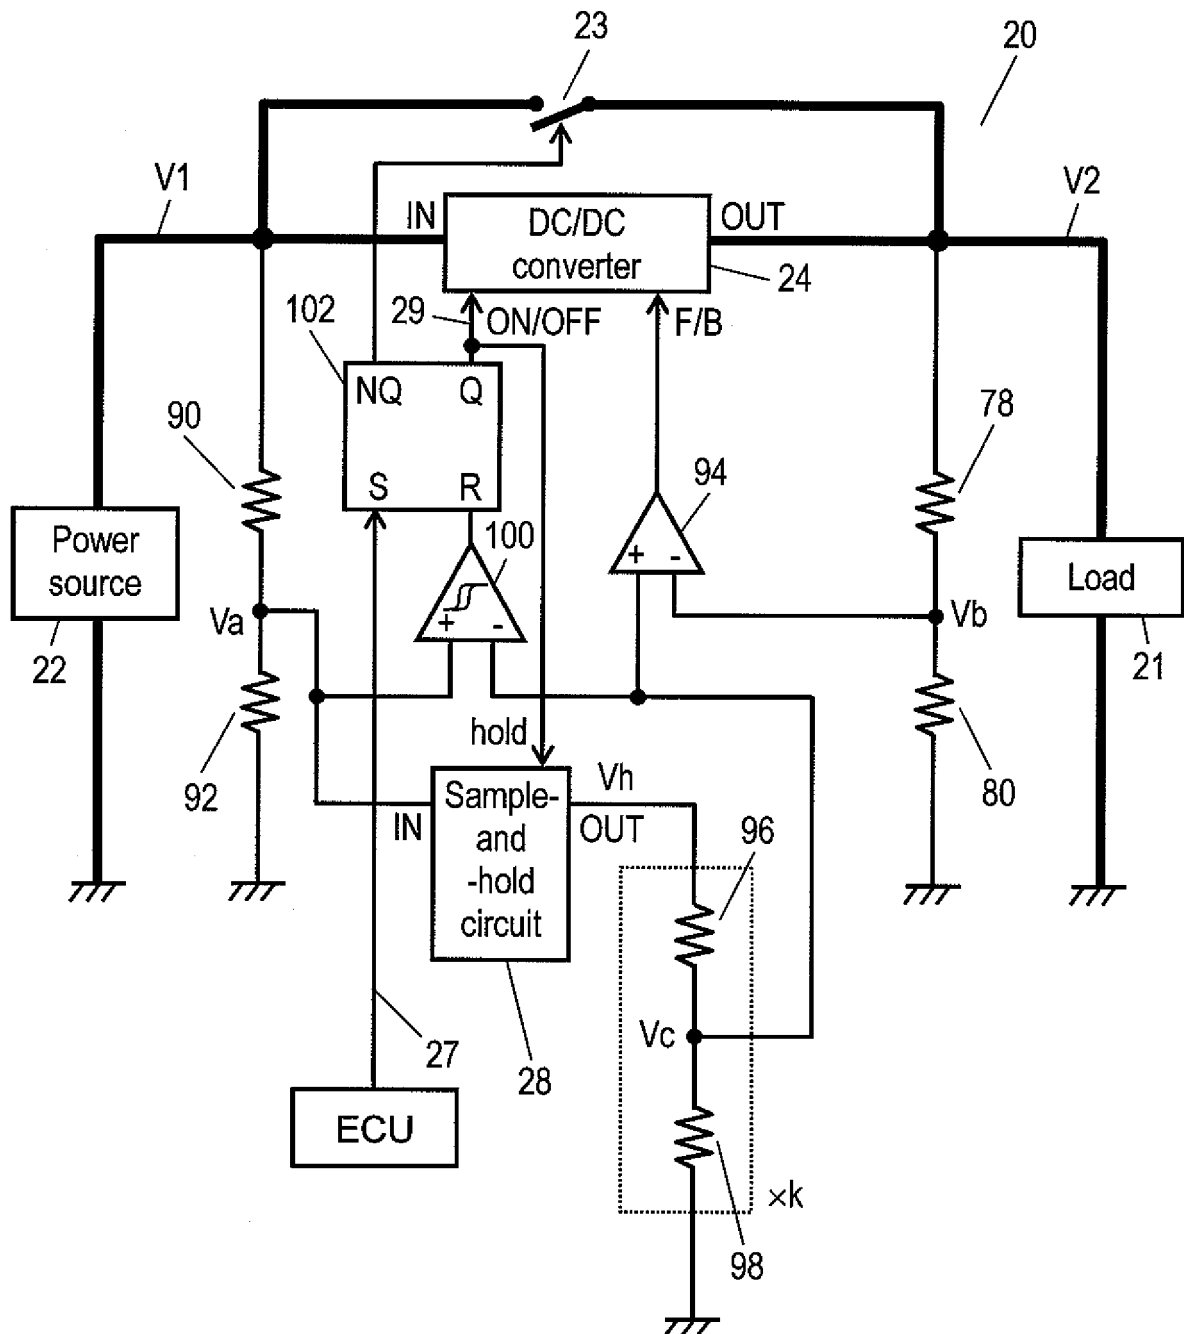 23
20
V1
V2
IN
DC/DC
converter
OUT
24
102
29
ON/OFF
F/B
NQ
Q
90
78
S
R
94
100
Power
source
+
-
Load
+
-
Va
Vb
22
21
hold
92
Vh
80
IN
Sample-
and
-hold
circuit
OUT
96
Vc
27
28
ECU
×k
98